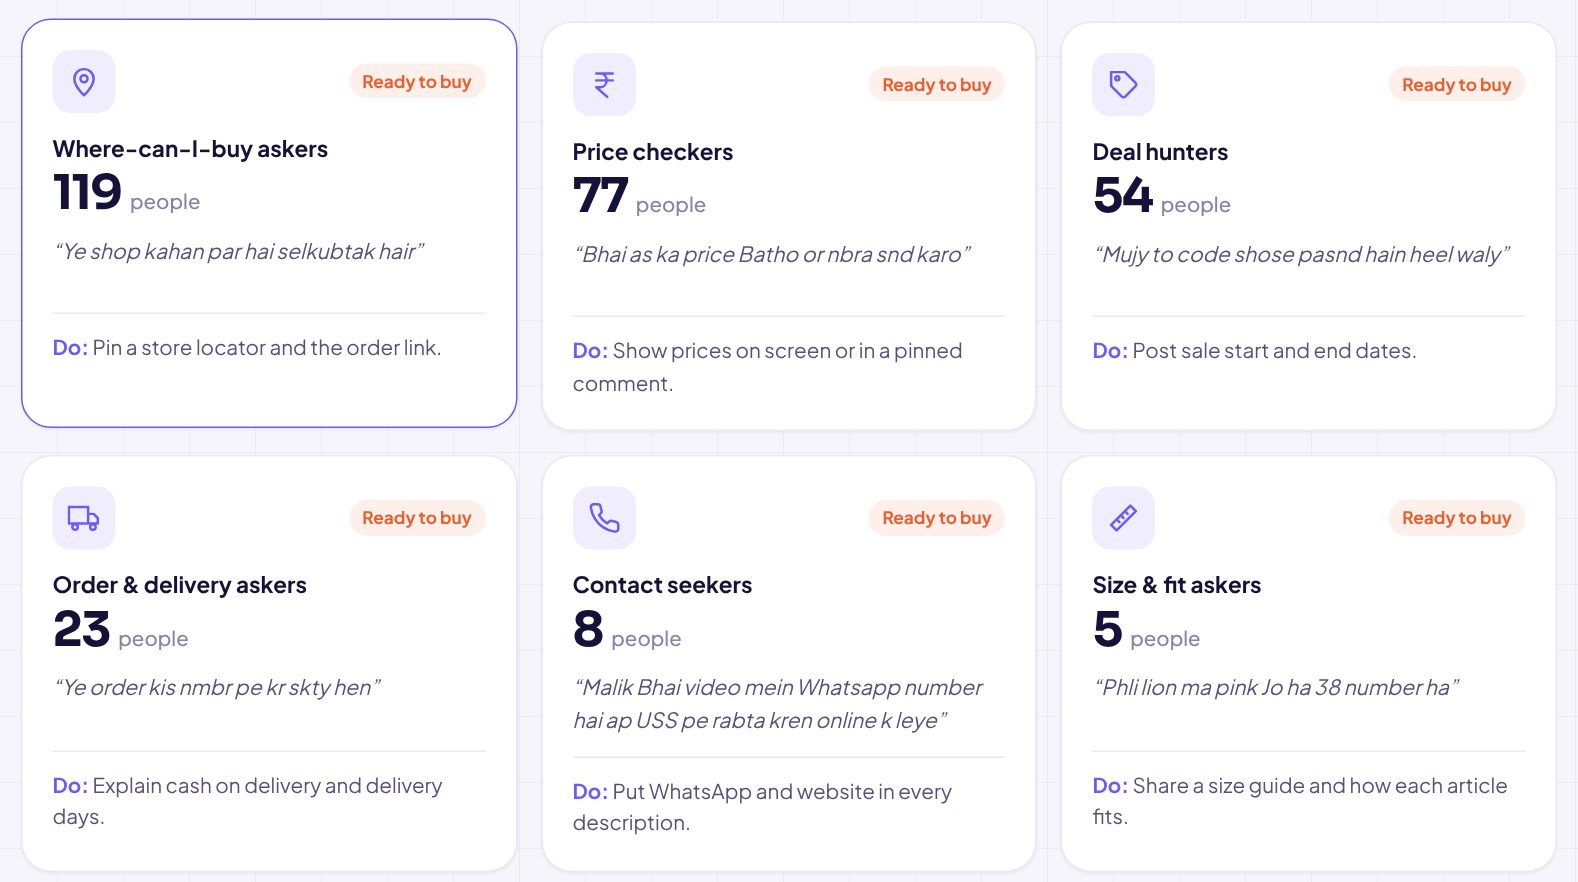 Ready to buy
Where-can-I-buy askers
119 people
“Ye shop kahan par hai selkubtak hair”
Do: Pin a store locator and the order link.
₹
Ready to buy
Price checkers
77 people
“Bhai as ka price Batho or nbra snd karo”
Do: Show prices on screen or in a pinned
comment.
Ready to buy
Deal hunters
54 people
“Mujy to code shose pasnd hain heel waly”
Do: Post sale start and end dates.
Ready to buy
Order & delivery askers
23 people
“Ye order kis nmbr pe kr skty hen”
Do: Explain cash on delivery and delivery
days.
Ready to buy
Contact seekers
8 people
“Malik Bhai video mein Whatsapp number
hai ap USS pe rabta kren online k leye”
Do: Put WhatsApp and website in every
description.
Ready to buy
Size & fit askers
5 people
“Phli lion ma pink Jo ha 38 number ha”
Do: Share a size guide and how each article
fits.